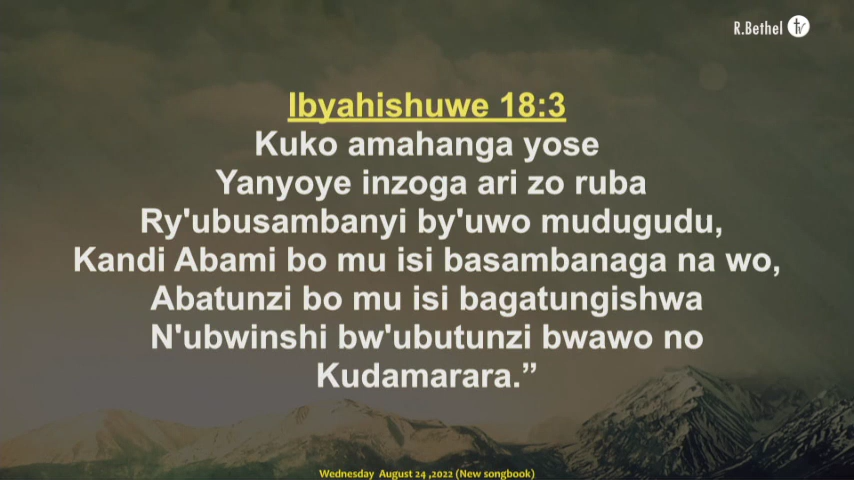 R.Bethel tv
Ibyahishuwe 18:3
Kuko amahanga yose
Yanyoye inzoga ari zo ruba
Ry'ubusambanyi by'uwo mudugudu,
Kandi Abami bo mu isi basambanaga na wo,
Abatunzi bo mu isi bagatungishwa
N'ubwinshi bw'ubutunzi bwawo no
Kudamarara.”
Wednesday August 24 ,2022 (New songbook)